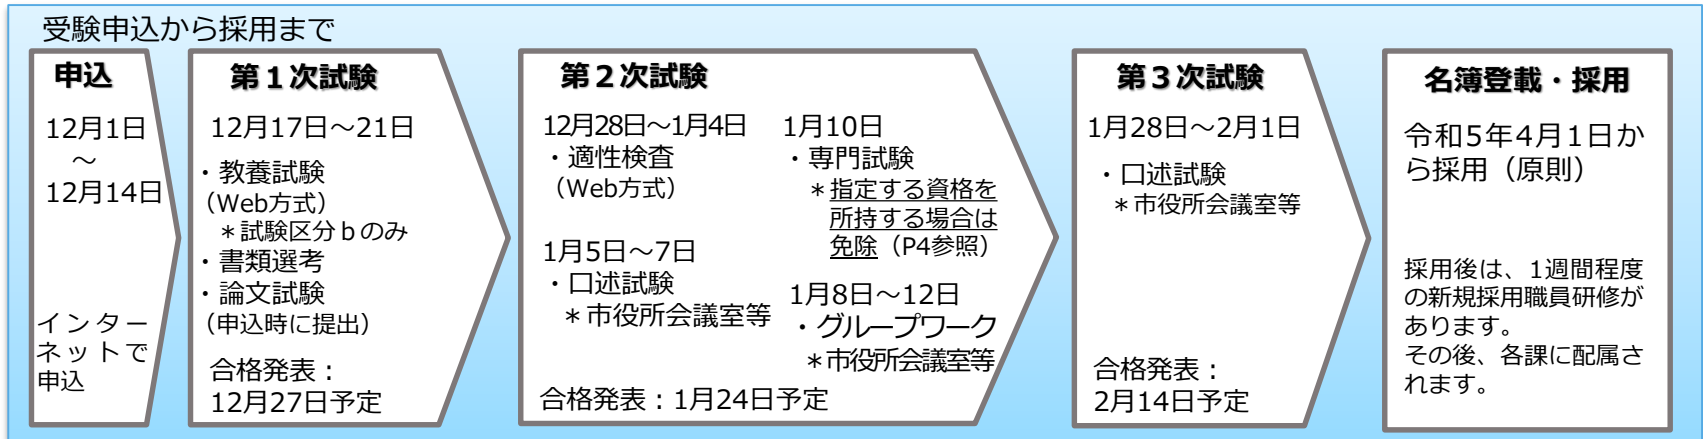 受験申込から採用まで
申込
12月1日
～
12月14日
インター
ネットで
申込
第１次試験
12月17日～21日
・教養試験
（Web方式）
＊試験区分ｂのみ
・書類選考
・論文試験
（申込時に提出）
合格発表：
12月27日予定
第２次試験
12月28日～1月4日
・適性検査
（Web方式）
1月5日～7日
・口述試験
＊市役所会議室等
1月10日
・専門試験
＊指定する資格を
所持する場合は
免除（P4参照）
1月8日～12日
・グループワーク
＊市役所会議室等
合格発表：1月24日予定
第３次試験
1月28日～2月1日
・口述試験
＊市役所会議室等
合格発表：
2月14日予定
名簿登載・採用
令和5年4月1日か
ら採用（原則）
採用後は、1週間程度
の新規採用職員研修が
あります。
その後、各課に配属さ
れます。